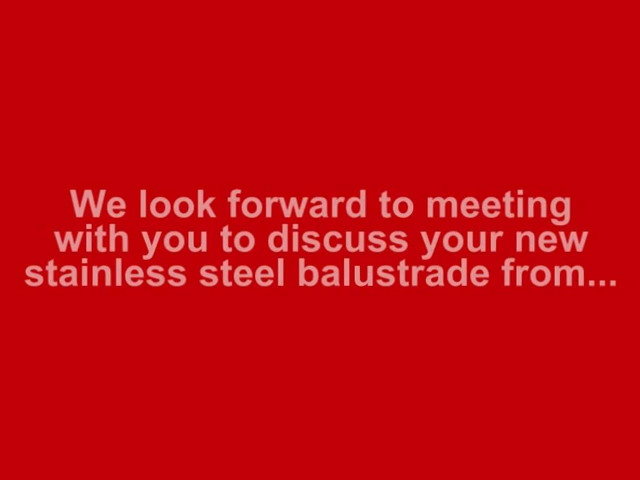 We look forward to meeting
with you to discuss your new
stainless steel balustrade from...